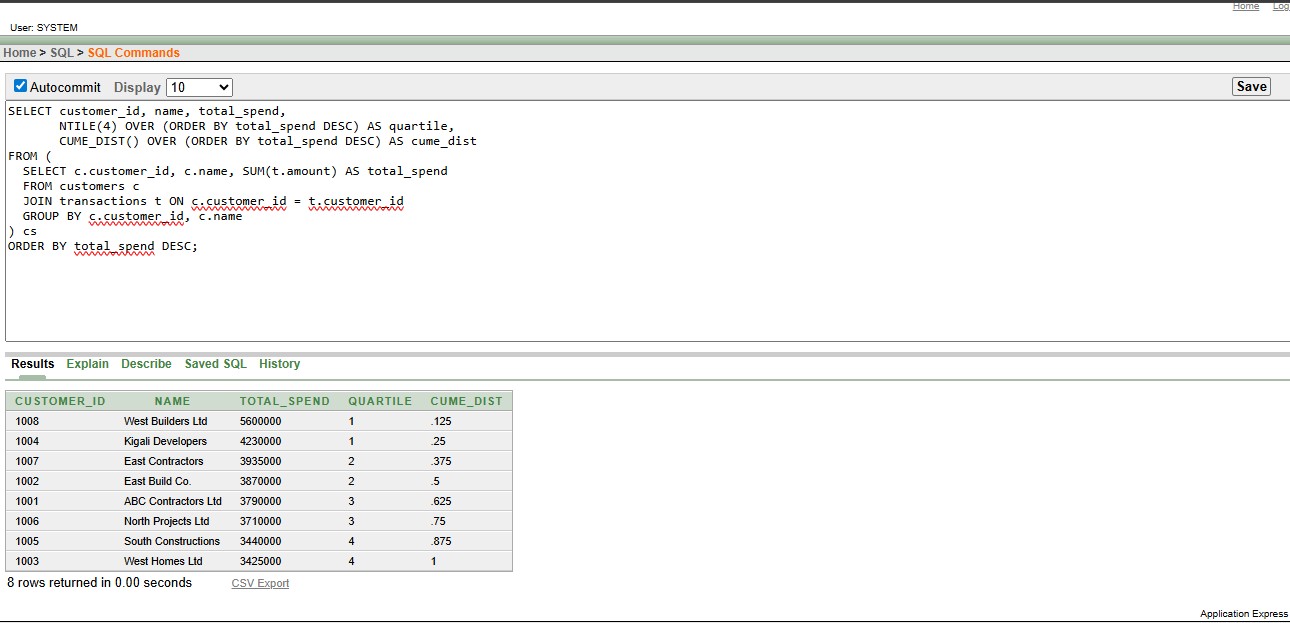 Home Log
User: SYSTEM
Home > SQL > SQL Commands
Autocommit Display 10 Save
SELECT customer_id, name, total_spend,
       NTILE(4) OVER (ORDER BY total_spend DESC) AS quartile,
       CUME_DIST() OVER (ORDER BY total_spend DESC) AS cume_dist
FROM (
  SELECT c.customer_id, c.name, SUM(t.amount) AS total_spend
  FROM customers c
  JOIN transactions t ON c.customer_id = t.customer_id
  GROUP BY c.customer_id, c.name
) cs
ORDER BY total_spend DESC;
Results Explain Describe Saved SQL History
CUSTOMER_ID NAME TOTAL_SPEND QUARTILE CUME_DIST
1008 West Builders Ltd 5600000 1 .125
1004 Kigali Developers 4230000 1 .25
1007 East Contractors 3935000 2 .375
1002 East Build Co. 3870000 2 .5
1001 ABC Contractors Ltd 3790000 3 .625
1006 North Projects Ltd 3710000 3 .75
1005 South Constructions 3440000 4 .875
1003 West Homes Ltd 3425000 4 1
8 rows returned in 0.00 seconds CSV Export
Application Express